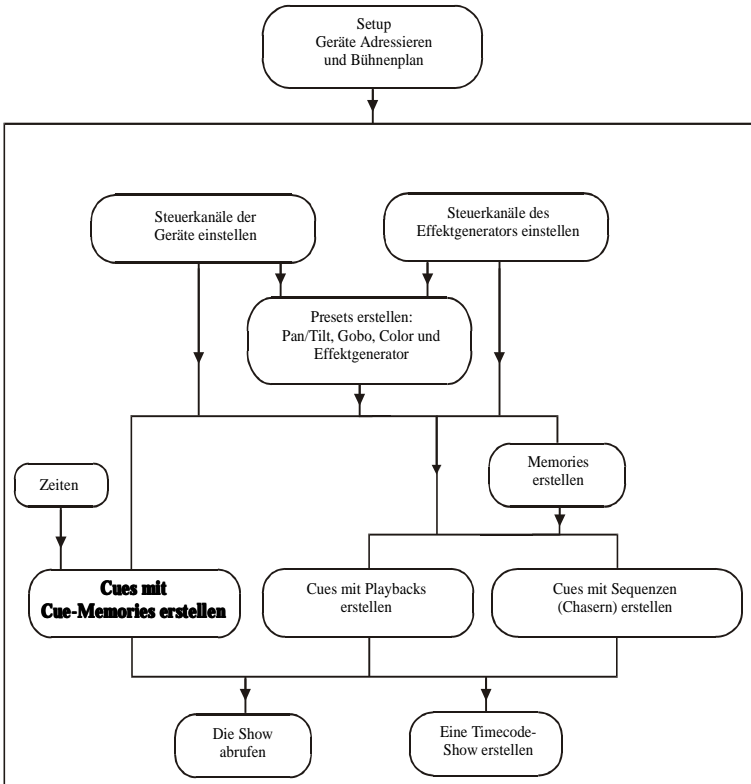 Setup
Geräte Adressieren
und Bühnenplan
Steuerkanäle der
Geräte einstellen
Steuerkanäle des
Effektgenerators einstellen
Presets erstellen:
Pan/Tilt, Gobo, Color und
Effektgenerator
Memories
erstellen
Zeiten
Cues mit
Cue-Memories erstellen
Cues mit Playbacks
erstellen
Cues mit Sequenzen
(Chasern) erstellen
Die Show
abrufen
Eine Timecode-
Show erstellen